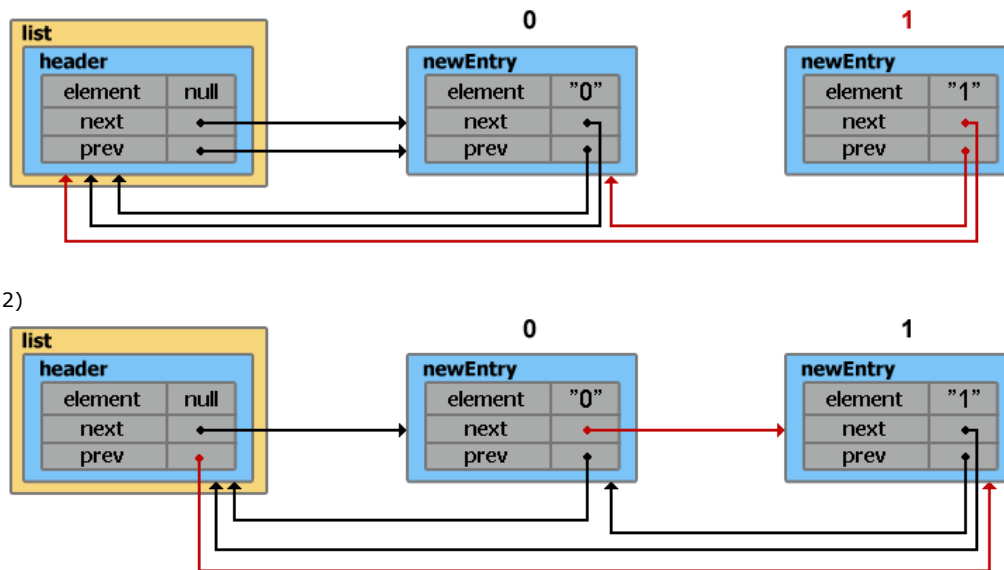 0 1
list
header newEntry newEntry
element null element ”0” element ”1”
next next next
prev prev prev
2)
0 1
list
header newEntry newEntry
element null element ”0” element ”1”
next next next
prev prev prev